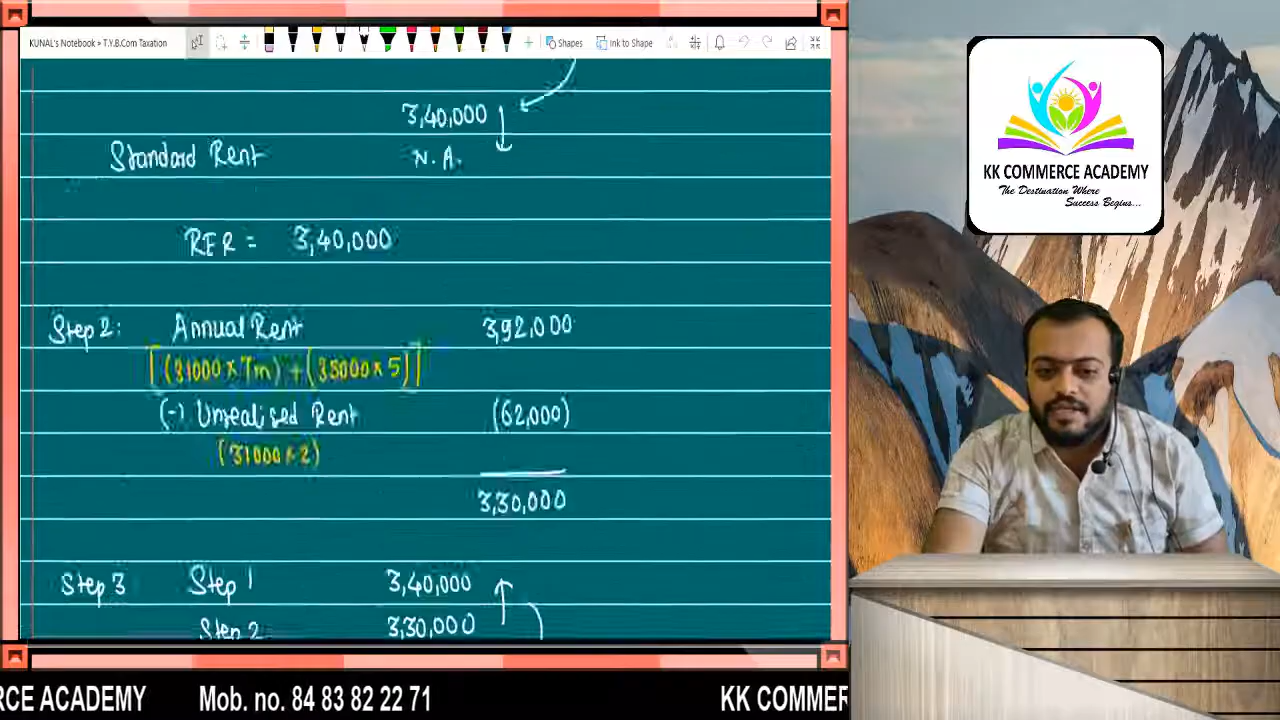 KUNAL's Notebook » T.Y.B.Com Taxation
Shapes
Ink to Shape
3,40,000
Standard Rent N.A.
RER = 3,40,000
Step 2: Annual Rent 3,92,000
[(31000 x 7m) + (35000 x 5)]
(-) Unrealised Rent (62,000)
(31000 x 2)
3,30,000
Step 3 Step 1 3,40,000
Step 2 3,30,000
KK COMMERCE ACADEMY
The Destination Where
Success Begins...
RCE ACADEMY Mob. no. 84 83 82 22 71 KK COMMER